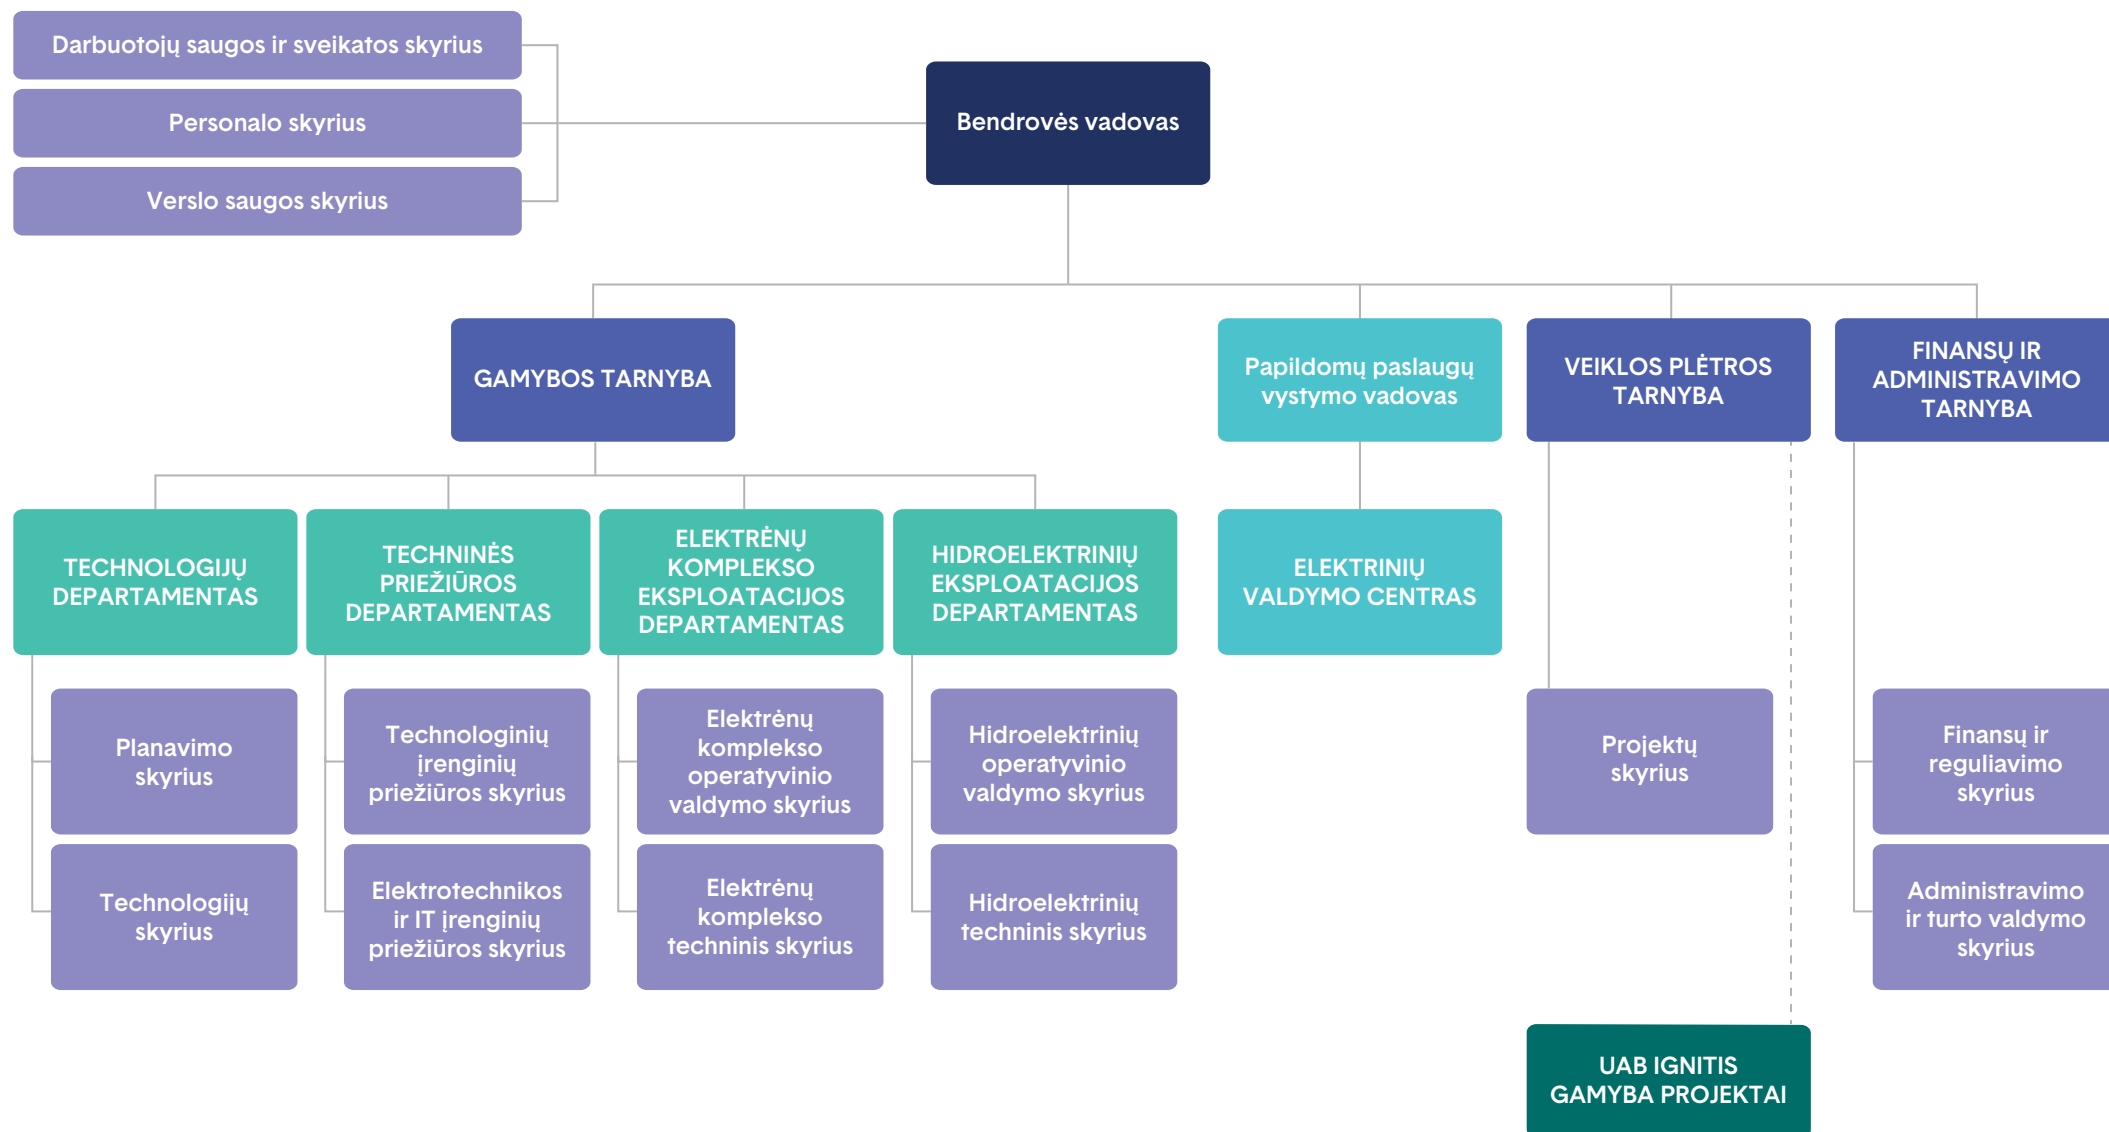 Darbuotojų saugos ir sveikatos skyrius
Personalo skyrius
Verslo saugos skyrius
Bendrovės vadovas
GAMYBOS TARNYBA
Papildomų paslaugų
vystymo vadovas
VEIKLOS PLĖTROS
TARNYBA
FINANSŲ IR
ADMINISTRAVIMO
TARNYBA
TECHNOLOGIJŲ
DEPARTAMENTAS
TECHNINĖS
PRIEŽIŪROS
DEPARTAMENTAS
ELEKTRĖNŲ
KOMPLEKSO
EKSPLOATACIJOS
DEPARTAMENTAS
HIDROELEKTRINIŲ
EKSPLOATACIJOS
DEPARTAMENTAS
ELEKTRINIŲ
VALDYMO CENTRAS
Planavimo
skyrius
Technologinių
įrenginių
priežiūros skyrius
Elektrėnų
komplekso
operatyvinio
valdymo skyrius
Hidroelektrinių
operatyvinio
valdymo skyrius
Projektų
skyrius
Finansų ir
reguliavimo
skyrius
Technologijų
skyrius
Elektrotechnikos
ir IT įrenginių
priežiūros skyrius
Elektrėnų
komplekso
techninis skyrius
Hidroelektrinių
techninis skyrius
Administravimo
ir turto valdymo
skyrius
UAB IGNITIS
GAMYBA PROJEKTAI